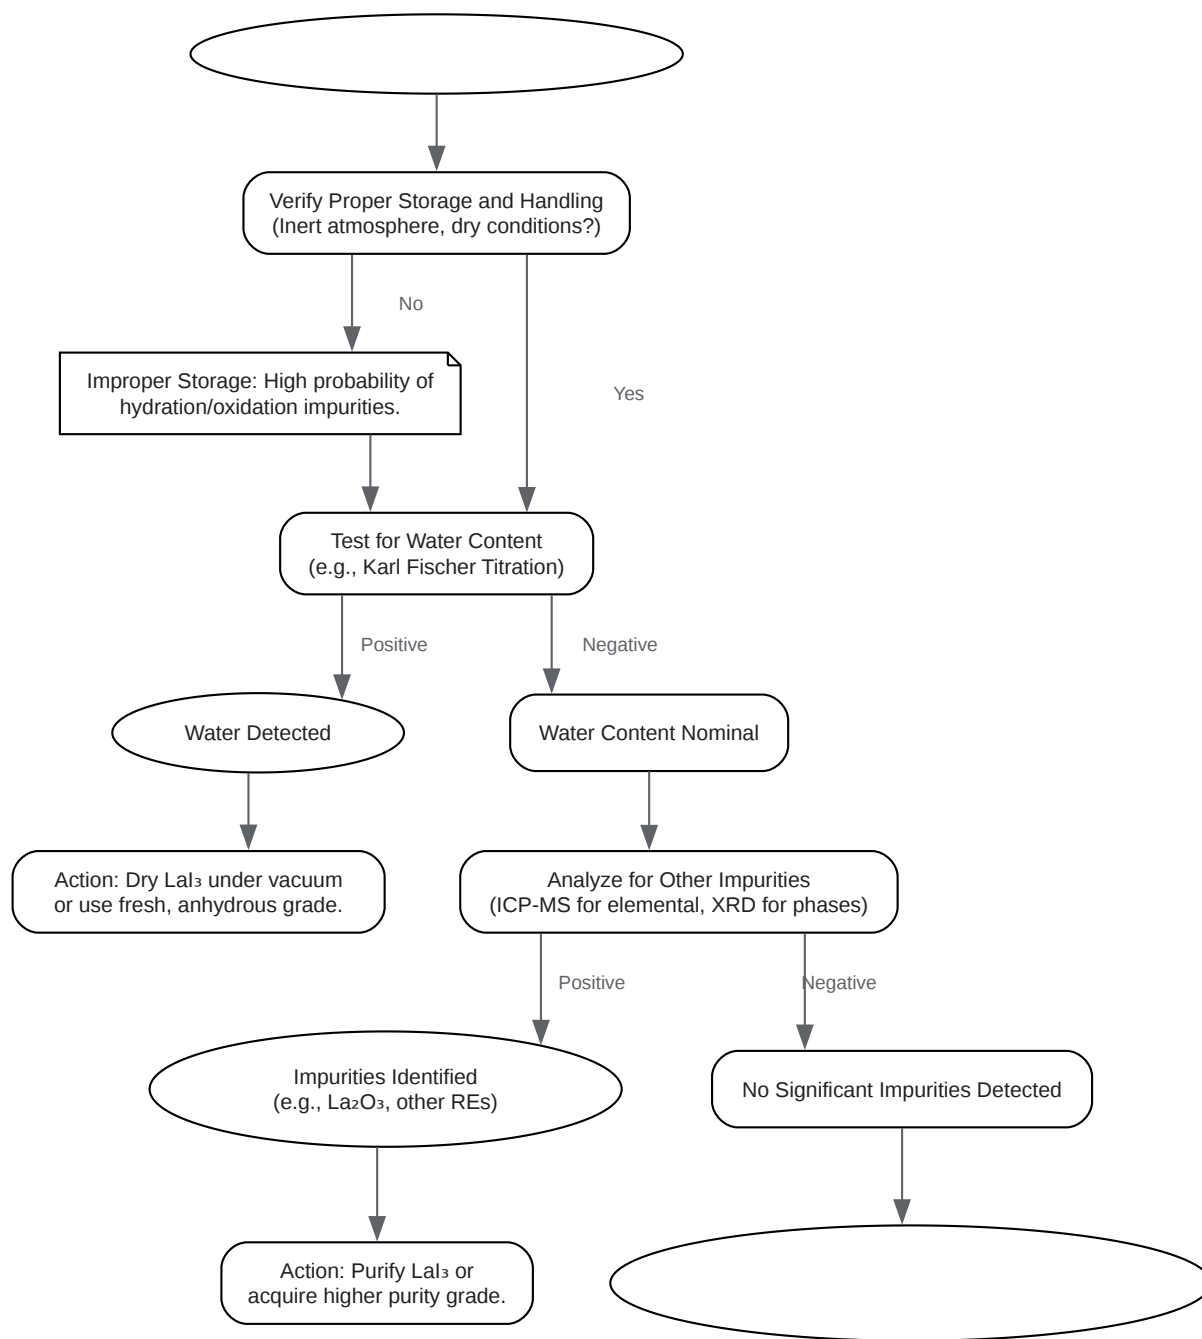 Verify Proper Storage and Handling
(Inert atmosphere, dry conditions?)
No
Improper Storage: High probability of
hydration/oxidation impurities.
Yes
Test for Water Content
(e.g., Karl Fischer Titration)
Positive
Negative
Water Detected
Water Content Nominal
Action: Dry LaI₃ under vacuum
or use fresh, anhydrous grade.
Analyze for Other Impurities
(ICP-MS for elemental, XRD for phases)
Positive
Negative
Impurities Identified
(e.g., La₂O₃, other REs)
No Significant Impurities Detected
Action: Purify LaI₃ or
acquire higher purity grade.